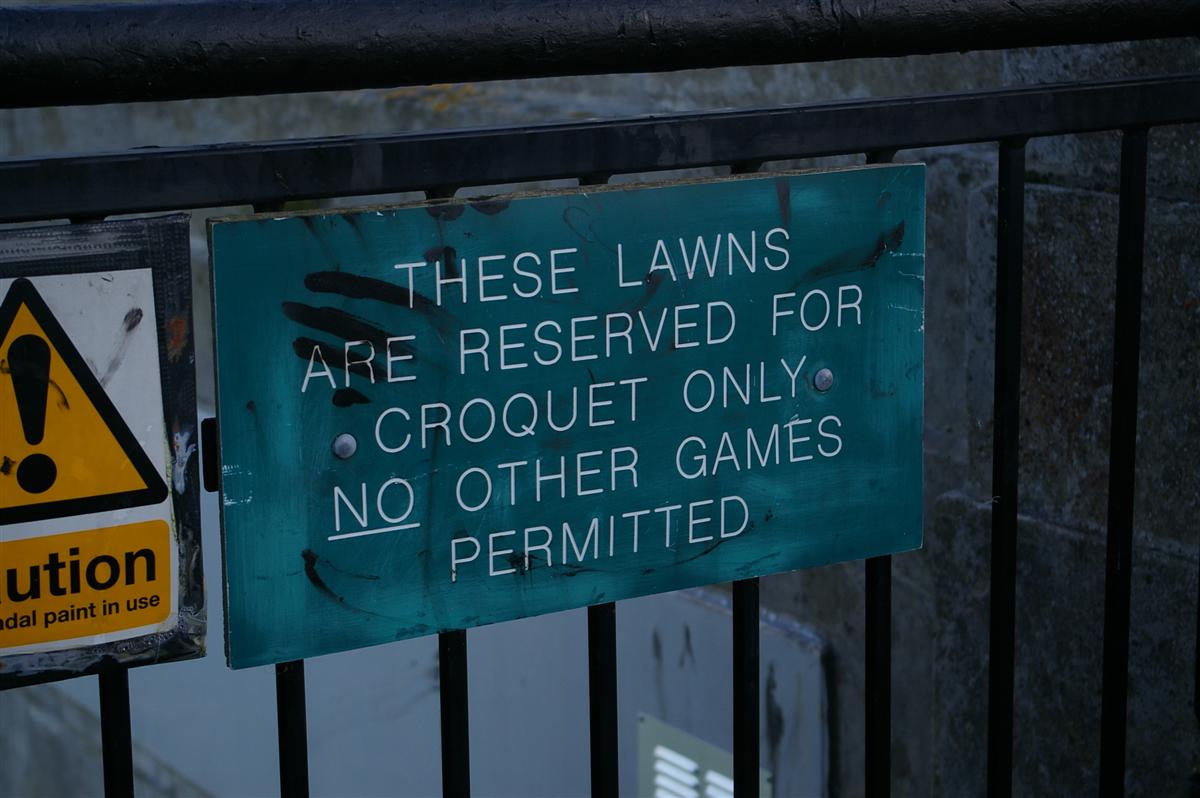 THESE LAWNS
ARE RESERVED FOR
CROQUET ONLY
NO OTHER GAMES
PERMITTED
ution
dal paint in use